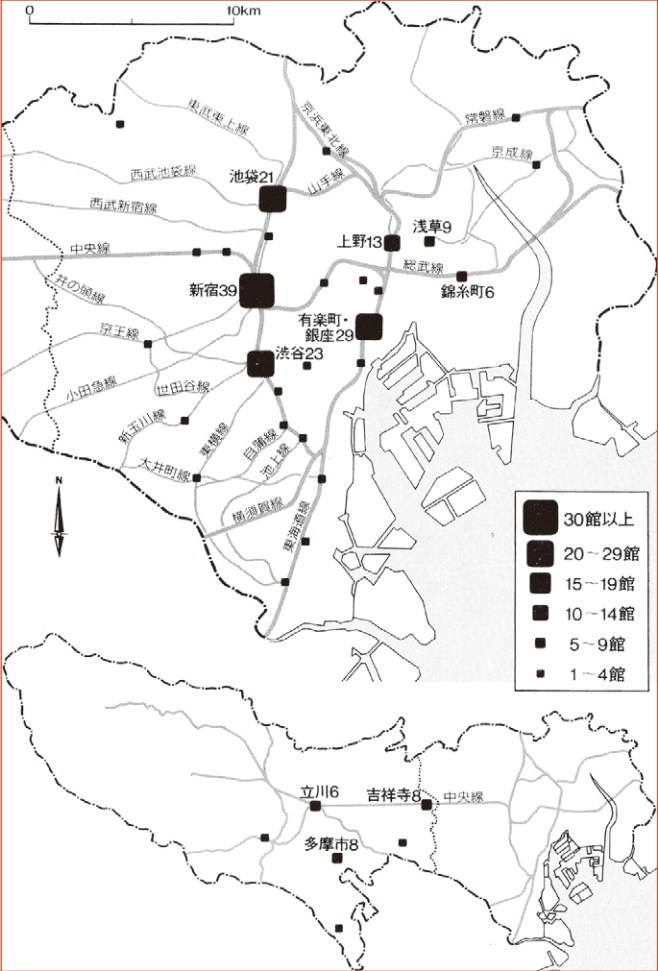 0 10km
東武東上線
京浜東北線
常磐線
京成線
西武池袋線
池袋21
山手線
西武新宿線
浅草9
上野13
中央線
総武線
新宿39
錦糸町6
井の頭線
有楽町・
銀座29
京王線
渋谷23
小田急線
世田谷線
新玉川線
東横線
目蒲線
池上線
大井町線
横須賀線
東海道線
N
30館以上
20～29館
15～19館
10～14館
5～9館
1～4館
立川6
吉祥寺8
中央線
多摩市8